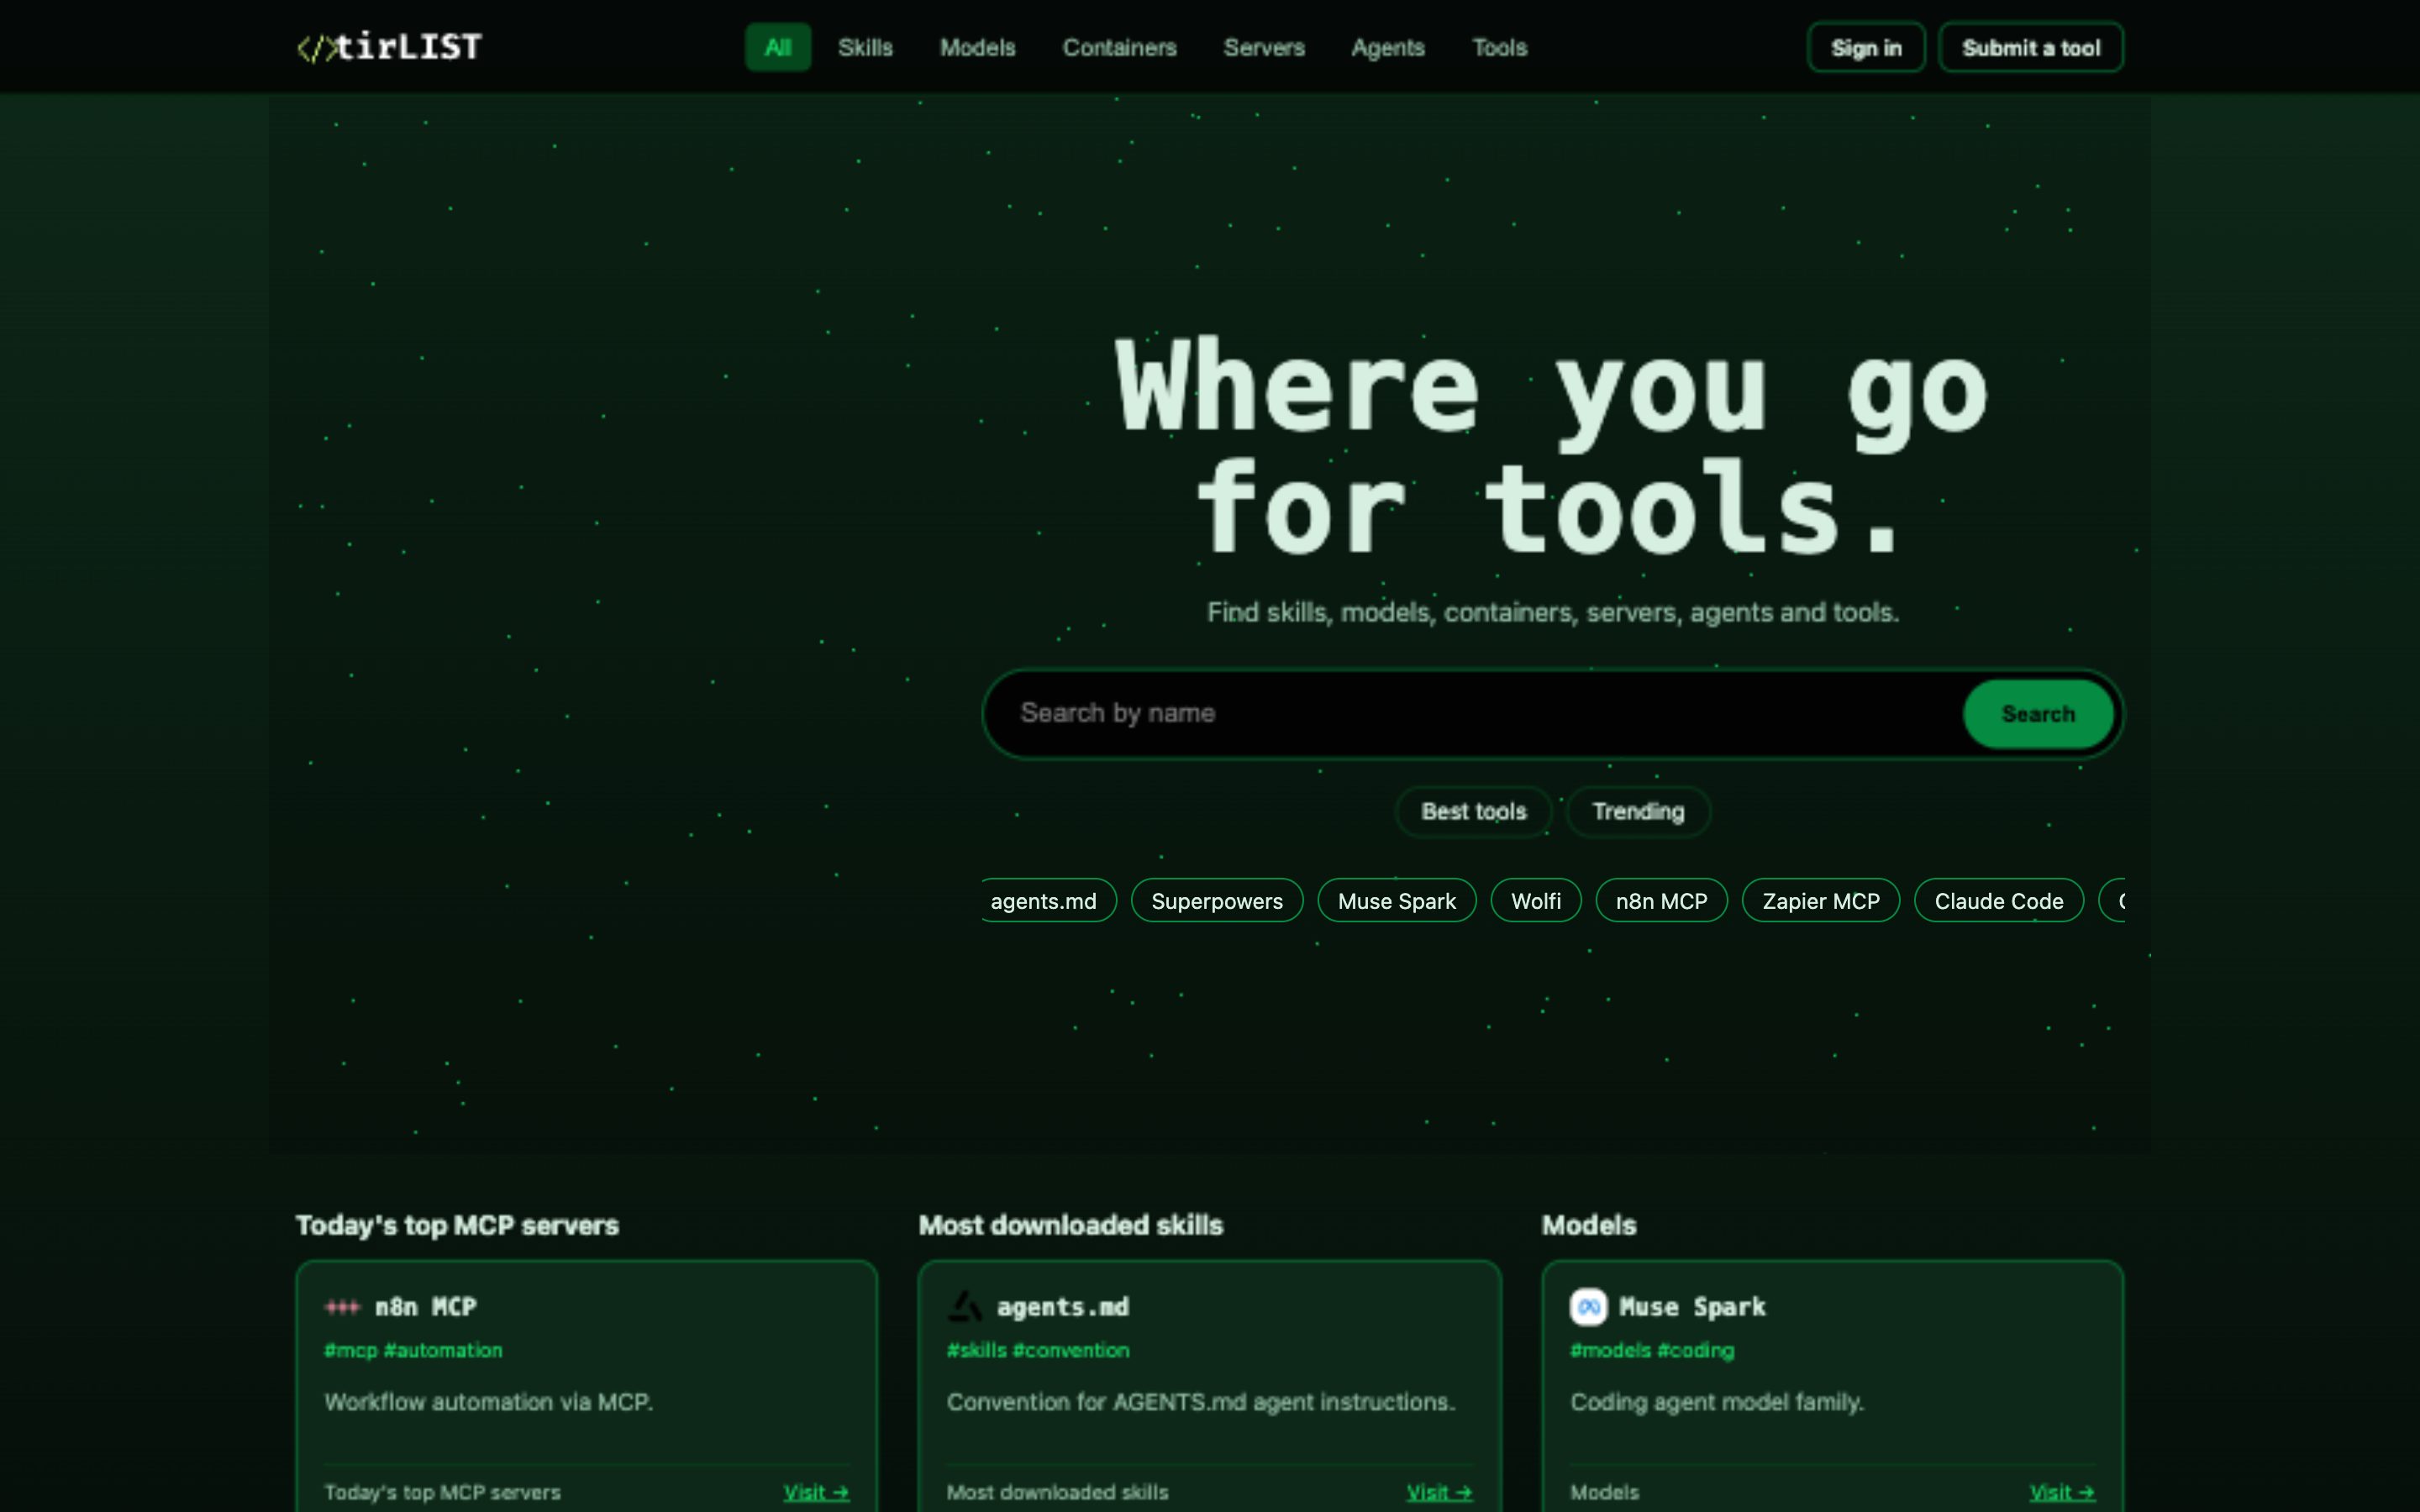 </>tirLIST
All Skills Models Containers Servers Agents Tools
Sign in Submit a tool
Where you go
for tools.
Find skills, models, containers, servers, agents and tools.
Search by name Search
Best tools Trending
agents.md Superpowers Muse Spark Wolfi n8n MCP Zapier MCP Claude Code
Today's top MCP servers
n8n MCP
#mcp #automation
Workflow automation via MCP.
Today's top MCP servers Visit →
Most downloaded skills
agents.md
#skills #convention
Convention for AGENTS.md agent instructions.
Most downloaded skills Visit →
Models
Muse Spark
#models #coding
Coding agent model family.
Models Visit →